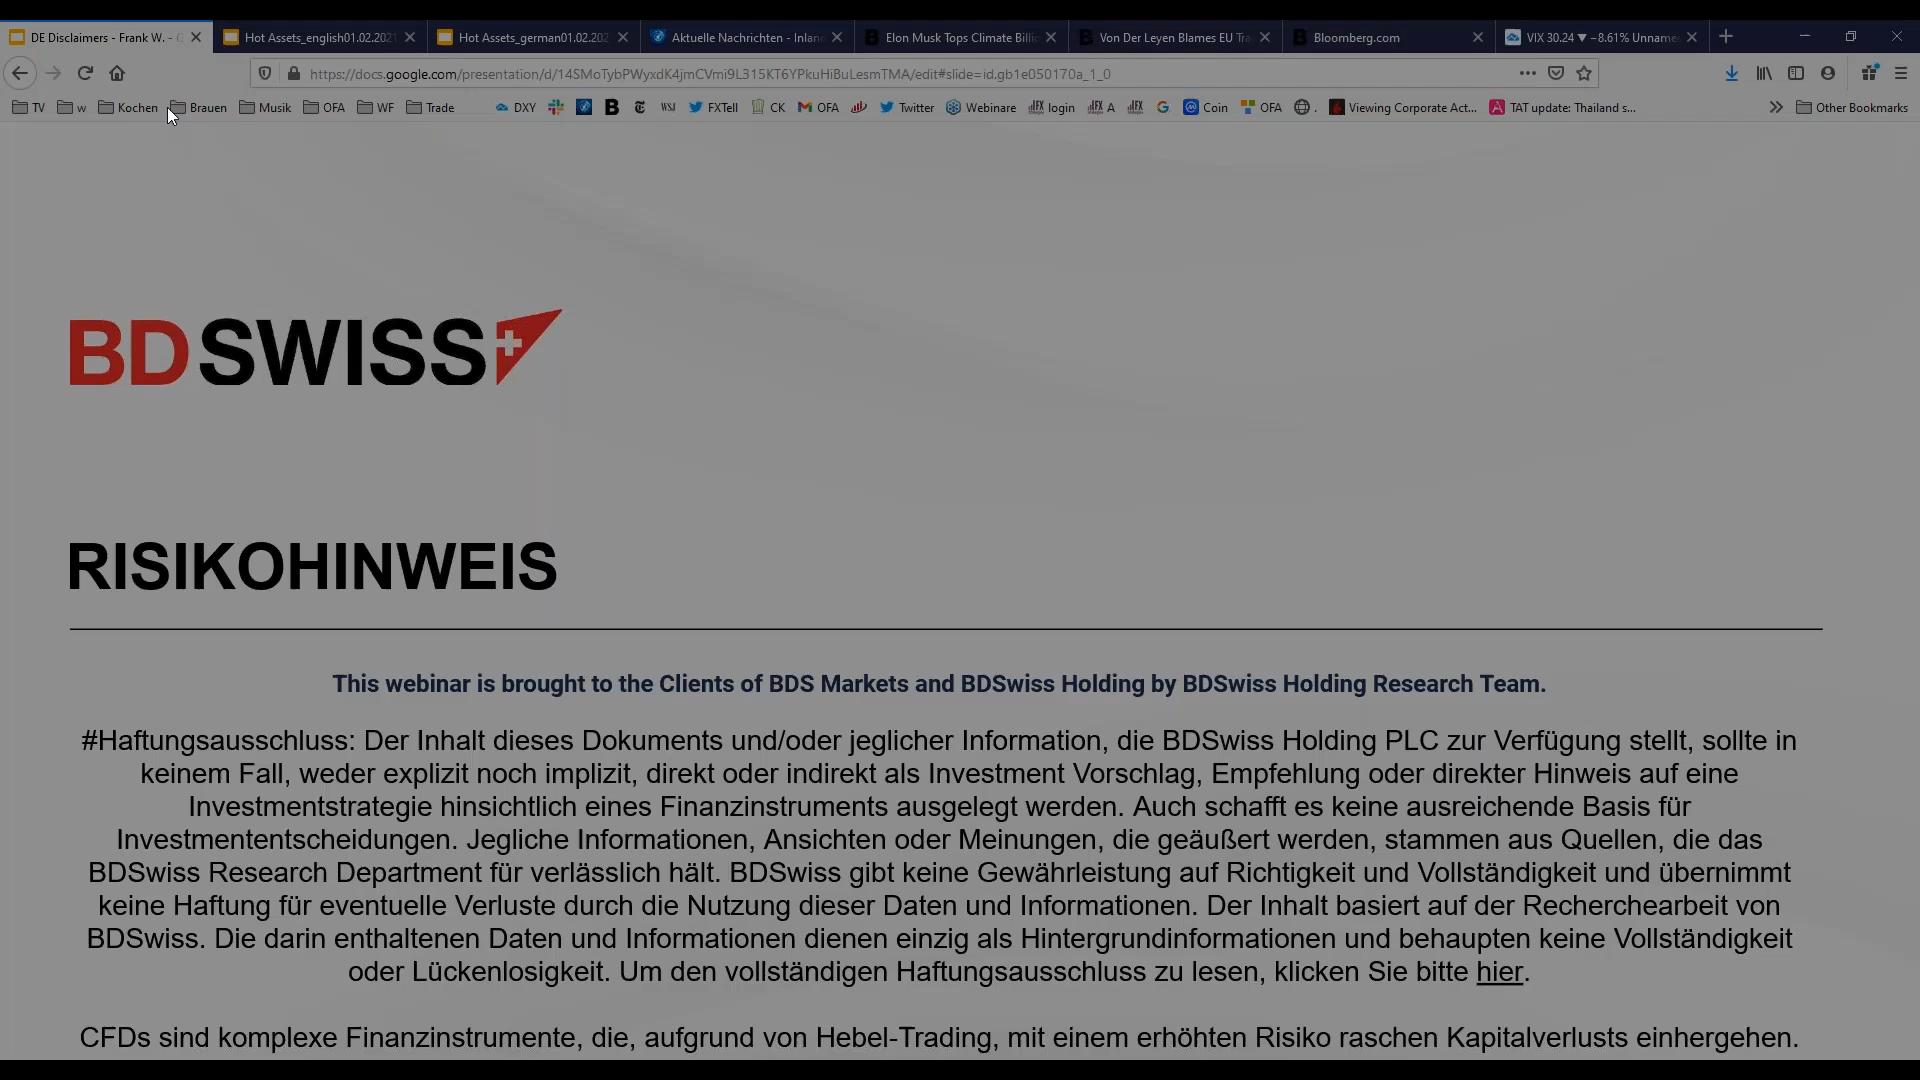 DE Disclaimers - Frank W. - G
Hot Assets_english01.02.2021
Hot Assets_german01.02.202
Aktuelle Nachrichten - Inlan
Elon Musk Tops Climate Billi
Von Der Leyen Blames EU Tra
Bloomberg.com
VIX 30.24 ▼ −8.61% Unname
https://docs.google.com/presentation/d/14SMoTybPWyxdK4jmCVmi9L315KT6YPkuHiBuLesmTMA/edit#slide=id.gb1e050170a_1_0
TV w Kochen Brauen Musik OFA WF Trade DXY WSJ FXTell CK OFA Twitter Webinare login A Coin OFA . Viewing Corporate Act... TAT update: Thailand s... Other Bookmarks
BDSWISS
RISIKOHINWEIS
This webinar is brought to the Clients of BDS Markets and BDSwiss Holding by BDSwiss Holding Research Team.
#Haftungsausschluss: Der Inhalt dieses Dokuments und/oder jeglicher Information, die BDSwiss Holding PLC zur Verfügung stellt, sollte in
keinem Fall, weder explizit noch implizit, direkt oder indirekt als Investment Vorschlag, Empfehlung oder direkter Hinweis auf eine
Investmentstrategie hinsichtlich eines Finanzinstruments ausgelegt werden. Auch schafft es keine ausreichende Basis für
Investmententscheidungen. Jegliche Informationen, Ansichten oder Meinungen, die geäußert werden, stammen aus Quellen, die das
BDSwiss Research Department für verlässlich hält. BDSwiss gibt keine Gewährleistung auf Richtigkeit und Vollständigkeit und übernimmt
keine Haftung für eventuelle Verluste durch die Nutzung dieser Daten und Informationen. Der Inhalt basiert auf der Recherchearbeit von
BDSwiss. Die darin enthaltenen Daten und Informationen dienen einzig als Hintergrundinformationen und behaupten keine Vollständigkeit
oder Lückenlosigkeit. Um den vollständigen Haftungsausschluss zu lesen, klicken Sie bitte hier.
CFDs sind komplexe Finanzinstrumente, die, aufgrund von Hebel-Trading, mit einem erhöhten Risiko raschen Kapitalverlusts einhergehen.